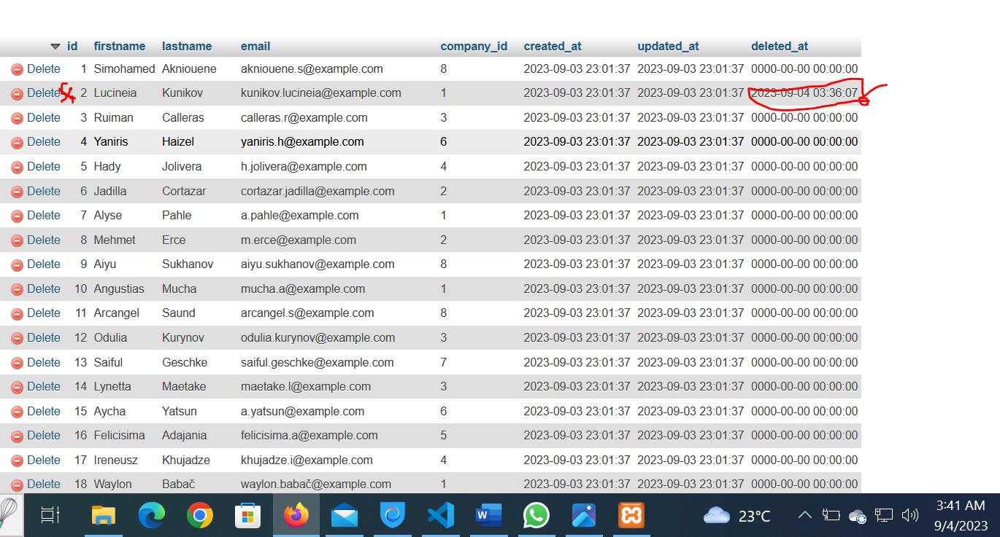 id firstname lastname email company_id created_at updated_at deleted_at
Delete 1 Simohamed Akniouene akniouene.s@example.com 8 2023-09-03 23:01:37 2023-09-03 23:01:37 0000-00-00 00:00:00
Delete 2 Lucineia Kunikov kunikov.lucineia@example.com 1 2023-09-03 23:01:37 2023-09-03 23:01:37 2023-09-04 03:36:07
Delete 3 Ruiman Calleras calleras.r@example.com 3 2023-09-03 23:01:37 2023-09-03 23:01:37 0000-00-00 00:00:00
Delete 4 Yaniris Haizel yaniris.h@example.com 6 2023-09-03 23:01:37 2023-09-03 23:01:37 0000-00-00 00:00:00
Delete 5 Hady Jolivera h.jolivera@example.com 4 2023-09-03 23:01:37 2023-09-03 23:01:37 0000-00-00 00:00:00
Delete 6 Jadilla Cortazar cortazar.jadilla@example.com 2 2023-09-03 23:01:37 2023-09-03 23:01:37 0000-00-00 00:00:00
Delete 7 Alyse Pahle a.pahle@example.com 1 2023-09-03 23:01:37 2023-09-03 23:01:37 0000-00-00 00:00:00
Delete 8 Mehmet Erce m.erce@example.com 2 2023-09-03 23:01:37 2023-09-03 23:01:37 0000-00-00 00:00:00
Delete 9 Aiyu Sukhanov aiyu.sukhanov@example.com 8 2023-09-03 23:01:37 2023-09-03 23:01:37 0000-00-00 00:00:00
Delete 10 Angustias Mucha mucha.a@example.com 1 2023-09-03 23:01:37 2023-09-03 23:01:37 0000-00-00 00:00:00
Delete 11 Arcangel Saund arcangel.s@example.com 8 2023-09-03 23:01:37 2023-09-03 23:01:37 0000-00-00 00:00:00
Delete 12 Odulia Kurynov odulia.kurynov@example.com 3 2023-09-03 23:01:37 2023-09-03 23:01:37 0000-00-00 00:00:00
Delete 13 Saiful Geschke saiful.geschke@example.com 7 2023-09-03 23:01:37 2023-09-03 23:01:37 0000-00-00 00:00:00
Delete 14 Lynetta Maetake maetake.l@example.com 3 2023-09-03 23:01:37 2023-09-03 23:01:37 0000-00-00 00:00:00
Delete 15 Aycha Yatsun a.yatsun@example.com 6 2023-09-03 23:01:37 2023-09-03 23:01:37 0000-00-00 00:00:00
Delete 16 Felicisima Adajania felicisima.a@example.com 5 2023-09-03 23:01:37 2023-09-03 23:01:37 0000-00-00 00:00:00
Delete 17 Ireneusz Khujadze khujadze.i@example.com 4 2023-09-03 23:01:37 2023-09-03 23:01:37 0000-00-00 00:00:00
Delete 18 Waylon Babač waylon.babač@example.com 1 2023-09-03 23:01:37 2023-09-03 23:01:37 0000-00-00 00:00:00
W 23°C 3:41 AM
9/4/2023